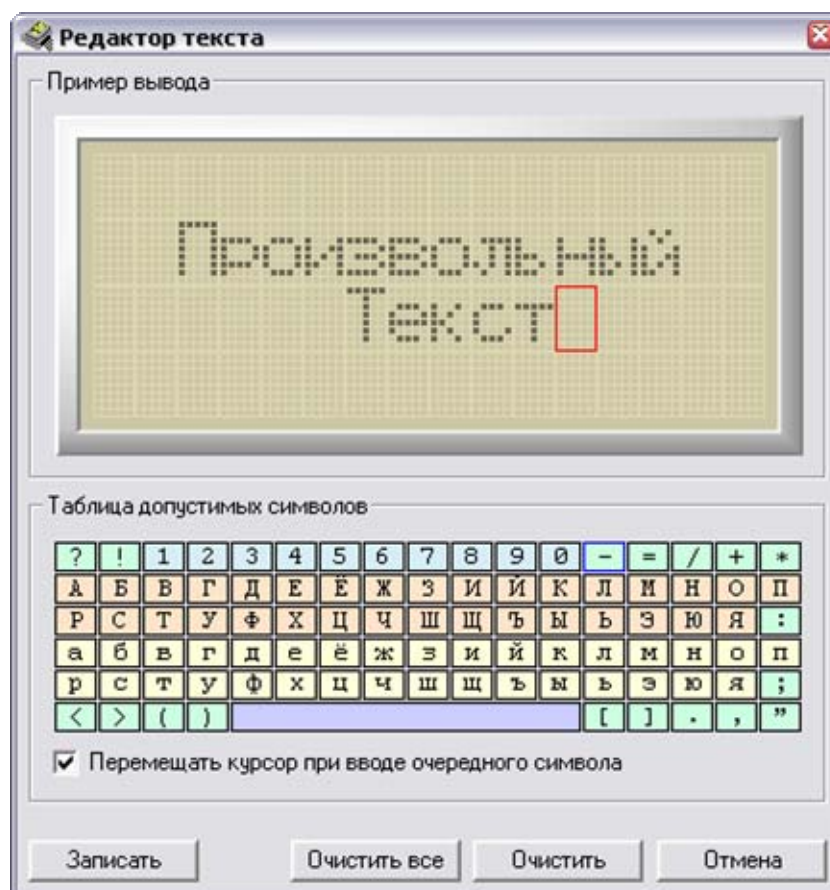 Редактор текста
Пример вывода
Произвольный
Текст
Таблица допустимых символов
? ! 1 2 3 4 5 6 7 8 9 0 - = / + *
А Б В Г Д Е Ё Ж З И Й К Л М Н О П
Р С Т У Ф Х Ц Ч Ш Щ Ъ Ы Ь Э Ю Я :
а б в г д е ё ж з и й к л м н о п
р с т у ф х ц ч ш щ ъ ы ь э ю я ;
< > ( ) [ ] . , ”
Перемещать курсор при вводе очередного символа
Записать Очистить все Очистить Отмена